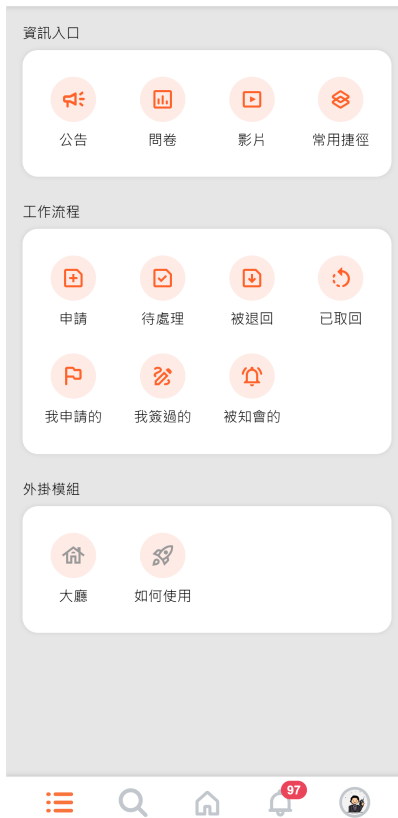 資訊入口
公告 問卷 影片 常用捷徑
工作流程
申請 待處理 被退回 已取回
我申請的 我簽過的 被知會的
外掛模組
大廳 如何使用
97